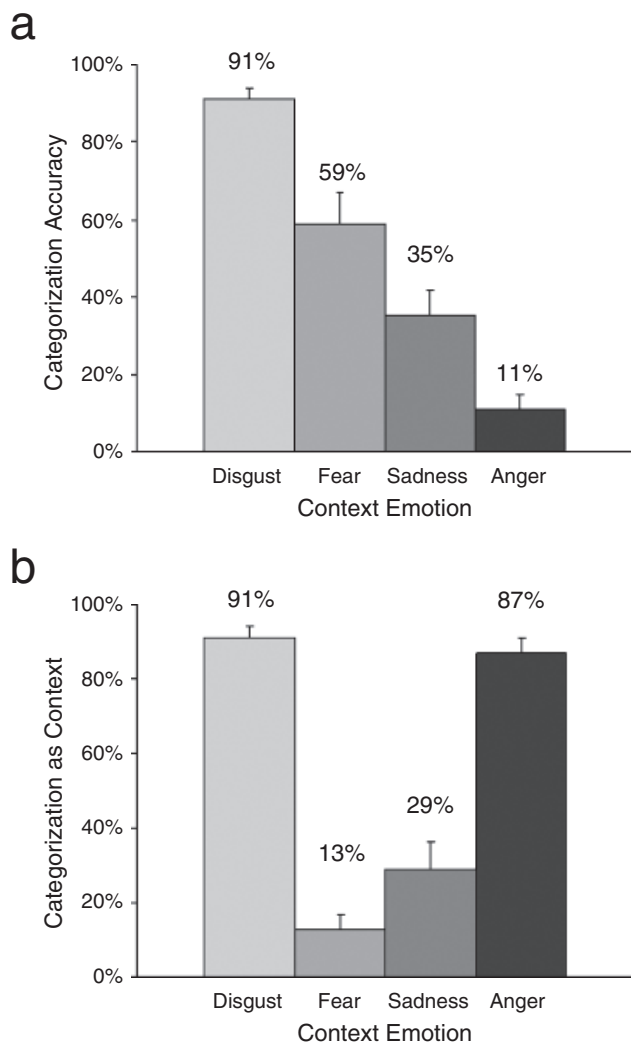 a
100%
91%
80%
59%
60%
35%
40%
20%
11%
0%
Categorization Accuracy
Disgust Fear Sadness Anger
Context Emotion
b
100%
91%
87%
80%
60%
40%
29%
13%
20%
0%
Categorization as Context
Disgust Fear Sadness Anger
Context Emotion